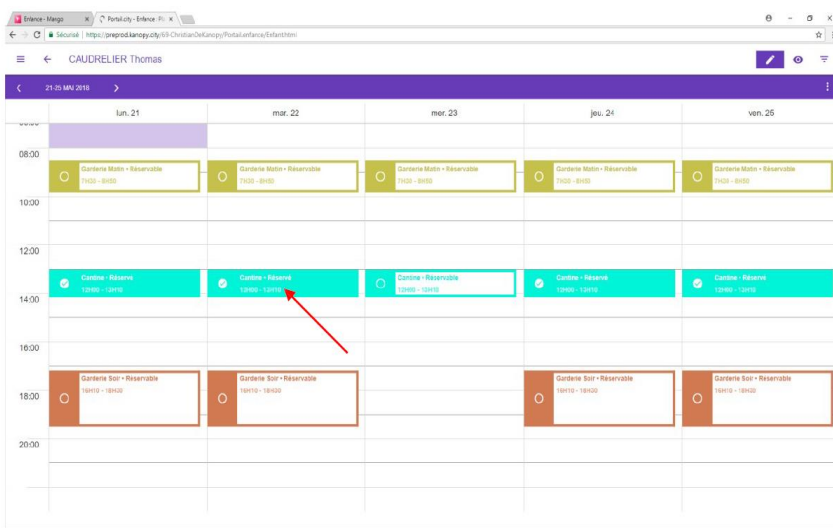 Enfance - Mango
Portail-city - Enfance
Sécurisé
https://preprod.kanopy.city/69-ChristianDeKanopy/PortailenfanceEnfant.html
CAUDRELIER Thomas
21-25 MAI 2018
lun. 21
mar. 22
mer. 23
jeu. 24
ven. 25
08:00
Garderie Matin • Réservable
7H30 - 8H50
Garderie Matin • Réservable
7H30 - 8H50
Garderie Matin • Réservable
7H30 - 8H50
Garderie Matin • Réservable
7H30 - 8H50
Garderie Matin • Réservable
7H30 - 8H50
10:00
12:00
Cantine • Réservé
12H00 - 13H10
Cantine • Réservé
12H00 - 13H10
Cantine • Réservable
12H00 - 13H10
Cantine • Réservé
12H00 - 13H10
Cantine • Réservé
12H00 - 13H10
14:00
16:00
Garderie Soir • Réservable
16H10 - 18H30
Garderie Soir • Réservable
16H10 - 18H30
Garderie Soir • Réservable
16H10 - 18H30
Garderie Soir • Réservable
16H10 - 18H30
18:00
20:00